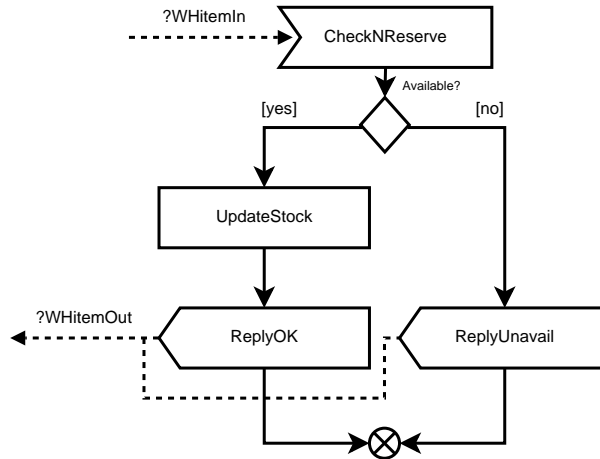 ?WHitemIn
CheckNReserve
Available?
[yes]
[no]
UpdateStock
?WHitemOut
ReplyOK
ReplyUnavail